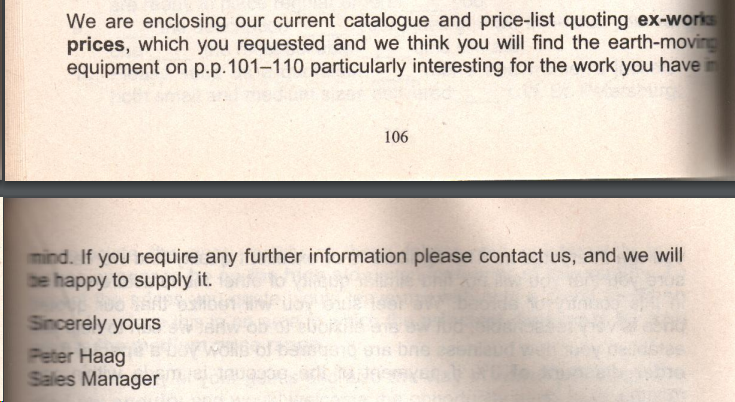 We are enclosing our current catalogue and price-list quoting ex-works
prices, which you requested and we think you will find the earth-moving
equipment on p.p.101–110 particularly interesting for the work you have in
106
mind. If you require any further information please contact us, and we will
be happy to supply it.
Sincerely yours
Peter Haag
Sales Manager